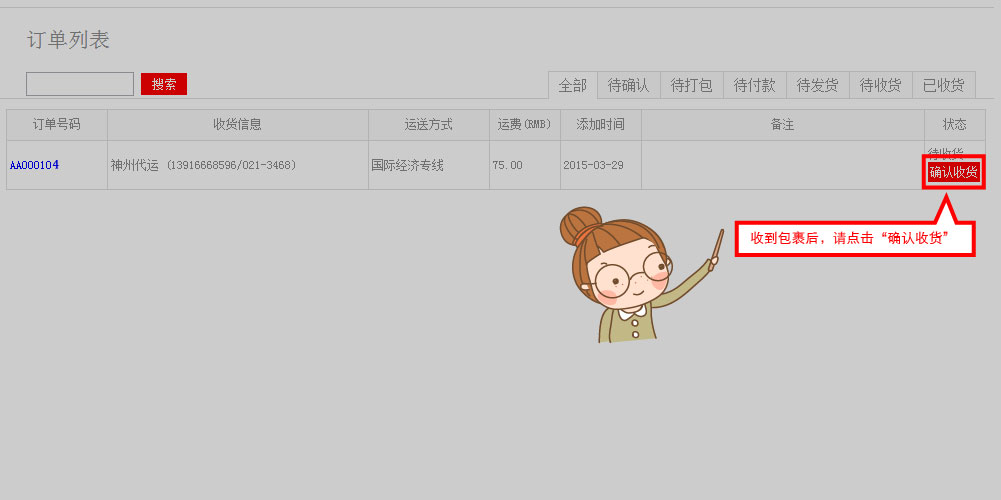 订单列表
搜索
全部 待确认 待打包 待付款 待发货 待收货 已收货
订单号码 收货信息 运送方式 运费(RMB) 添加时间 备注 状态
待收货
AA000104 神州代运 (13916668596/021-3468) 国际经济专线 75.00 2015-03-29
确认收货
收到包裹后，请点击“确认收货”